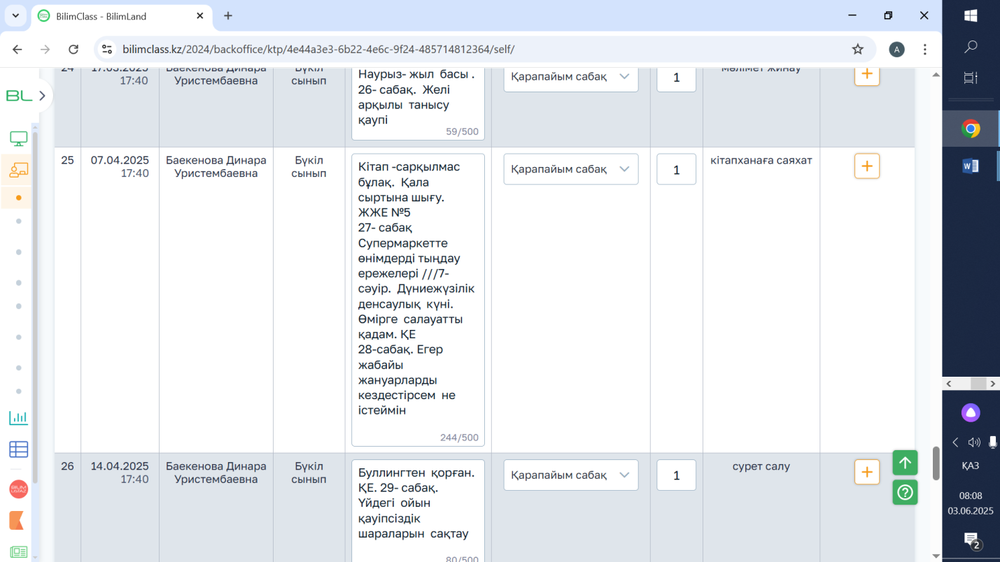 BilimClass - BilimLand
bilimclass.kz/2024/backoffice/ktp/4e44a3e3-6b22-4e6c-9f24-485714812364/self/
A
BL
24
17.03.2025
17:40
Баекенова Динара
Уристембаевна
Бүкіл
сынып
Наурыз- жыл басы .
26- сабақ. Желі
арқылы танысу
қаупі
59/500
Қарапайым сабақ
1
мәлімет жинау
25
07.04.2025
17:40
Баекенова Динара
Уристембаевна
Бүкіл
сынып
Кітап -сарқылмас
бұлақ. Қала
сыртына шығу.
ЖЖЕ №5
27- сабақ
Супермаркетте
өнімдерді тыңдау
ережелері ///7-
сәуір. Дүниежүзілік
денсаулық күні.
Өмірге салауатты
қадам. ҚЕ
28-сабақ. Егер
жабайы
жануарларды
кездестірсем не
істеймін
244/500
Қарапайым сабақ
1
кітапханаға саяхат
26
14.04.2025
17:40
Баекенова Динара
Уристембаевна
Бүкіл
сынып
Буллингтен қорған.
ҚЕ. 29- сабақ.
Үйдегі ойын
қауіпсіздік
шараларын сақтау
80/500
Қарапайым сабақ
1
сурет салу
BILIM
USTAZ
W
ҚАЗ
08:08
03.06.2025
2